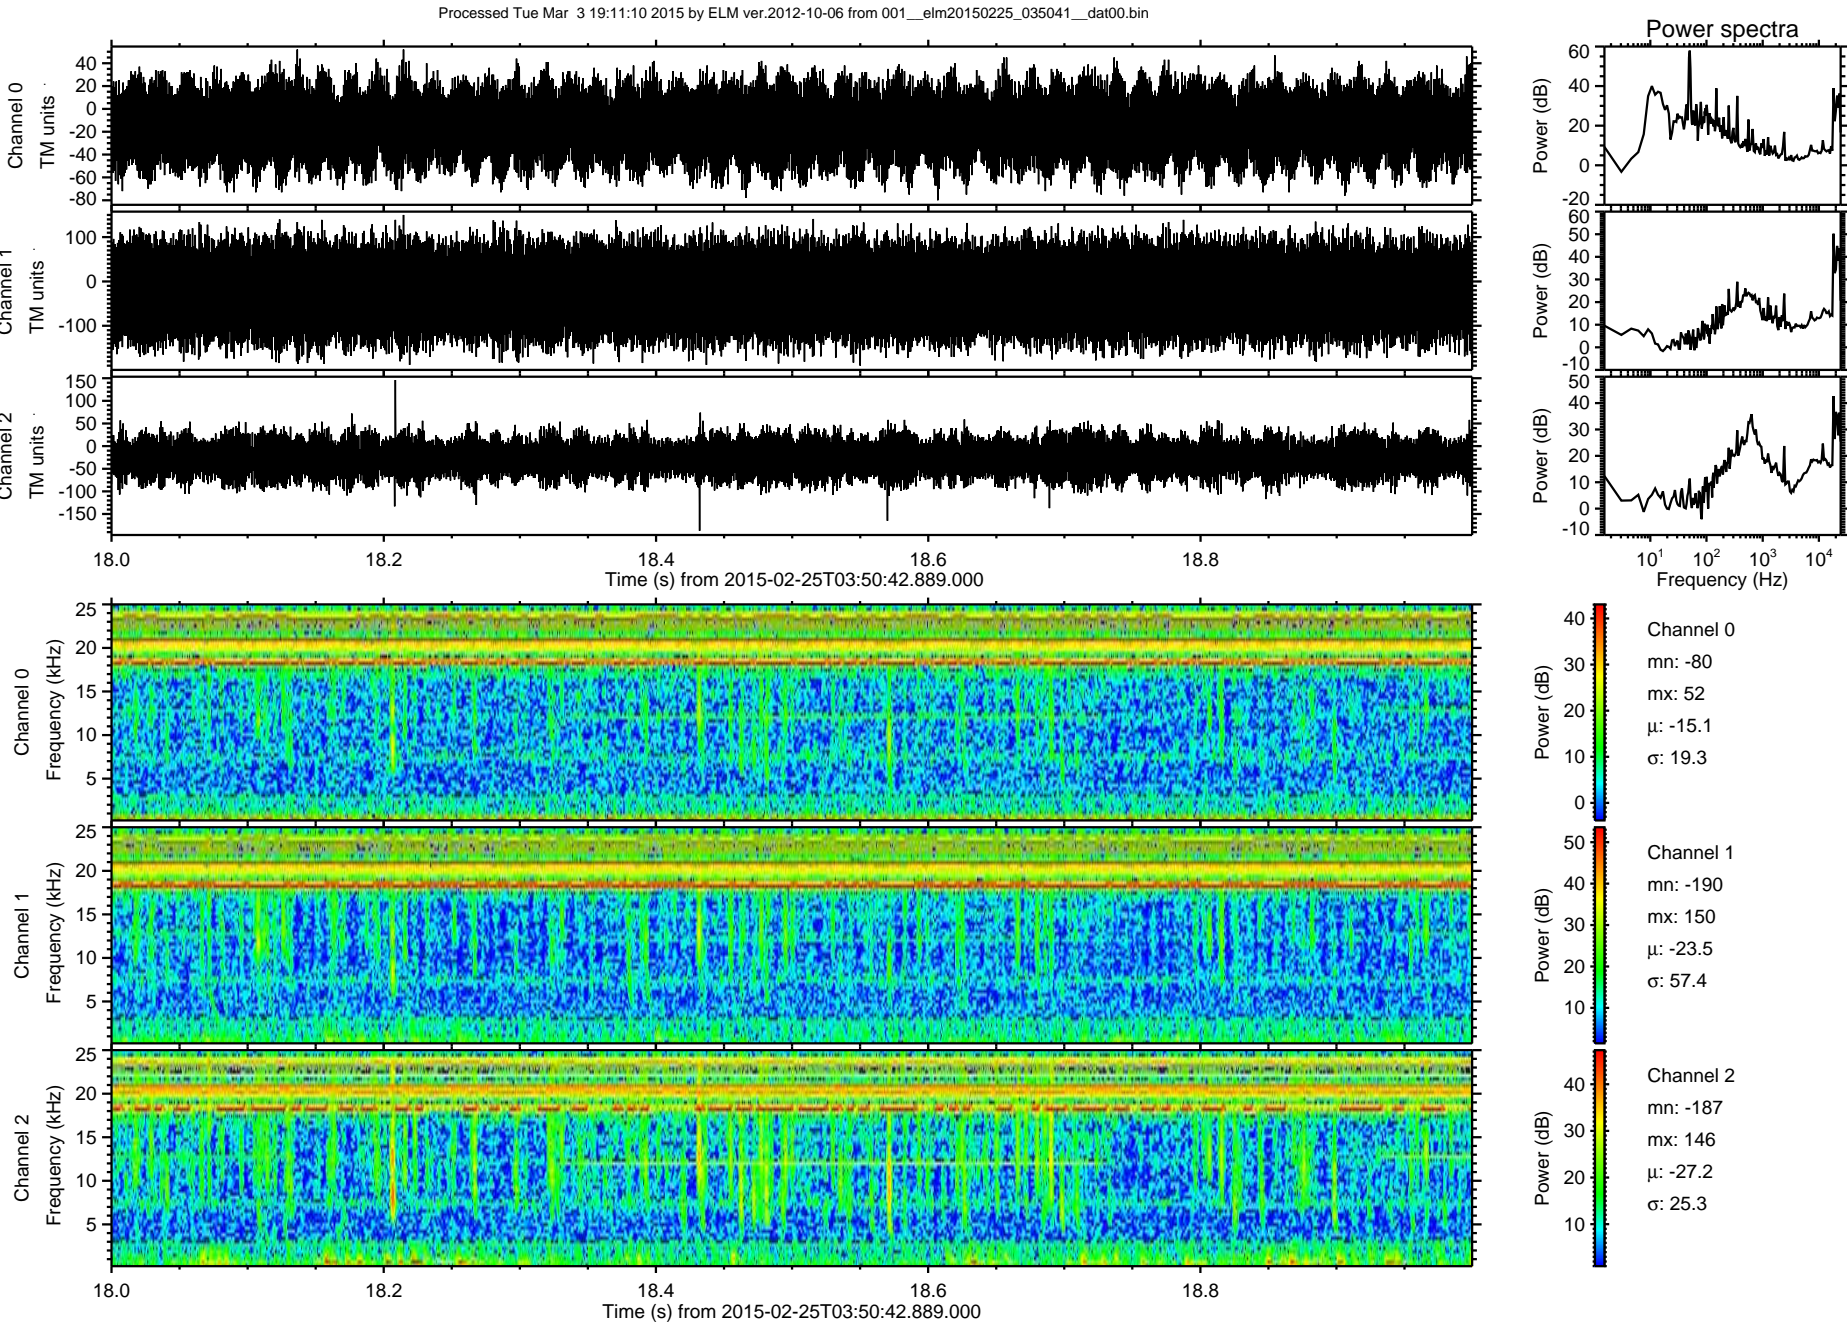 Processed Tue Mar  3 19:11:10 2015 by ELM ver.2012-10-06 from 001__elm20150225_035041__dat00.bin
Power spectra
Channel 0
TM units
40
20
0
-20
-40
-60
-80
Power (dB)
60
40
20
0
-20
Channel 1
TM units
100
0
-100
Power (dB)
60
50
40
30
20
10
0
-10
Channel 2
TM units
150
100
50
0
-50
-100
-150
Power (dB)
50
40
30
20
10
0
-10
18.0 18.2 18.4 18.6 18.8
Time (s) from 2015-02-25T03:50:42.889.000
10^1 10^2 10^3 10^4
Frequency (Hz)
Channel 0
Frequency (kHz)
25
20
15
10
5
Power (dB)
40
30
20
10
0
Channel 0
mn: -80
mx: 52
μ: -15.1
σ: 19.3
Channel 1
Frequency (kHz)
25
20
15
10
5
Power (dB)
50
40
30
20
10
Channel 1
mn: -190
mx: 150
μ: -23.5
σ: 57.4
Channel 2
Frequency (kHz)
25
20
15
10
5
Power (dB)
40
30
20
10
Channel 2
mn: -187
mx: 146
μ: -27.2
σ: 25.3
18.0 18.2 18.4 18.6 18.8
Time (s) from 2015-02-25T03:50:42.889.000